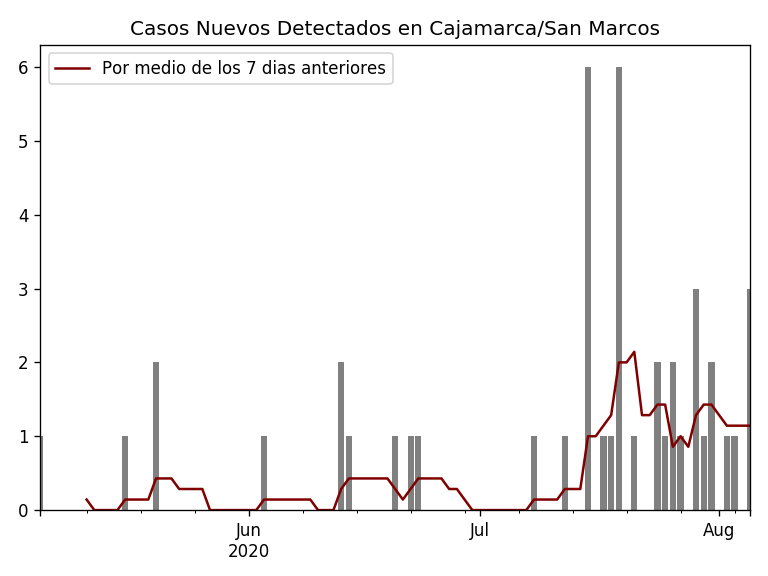 Casos Nuevos Detectados en Cajamarca/San Marcos
Por medio de los 7 dias anteriores
6
5
4
3
2
1
0
Jun
2020
Jul
Aug